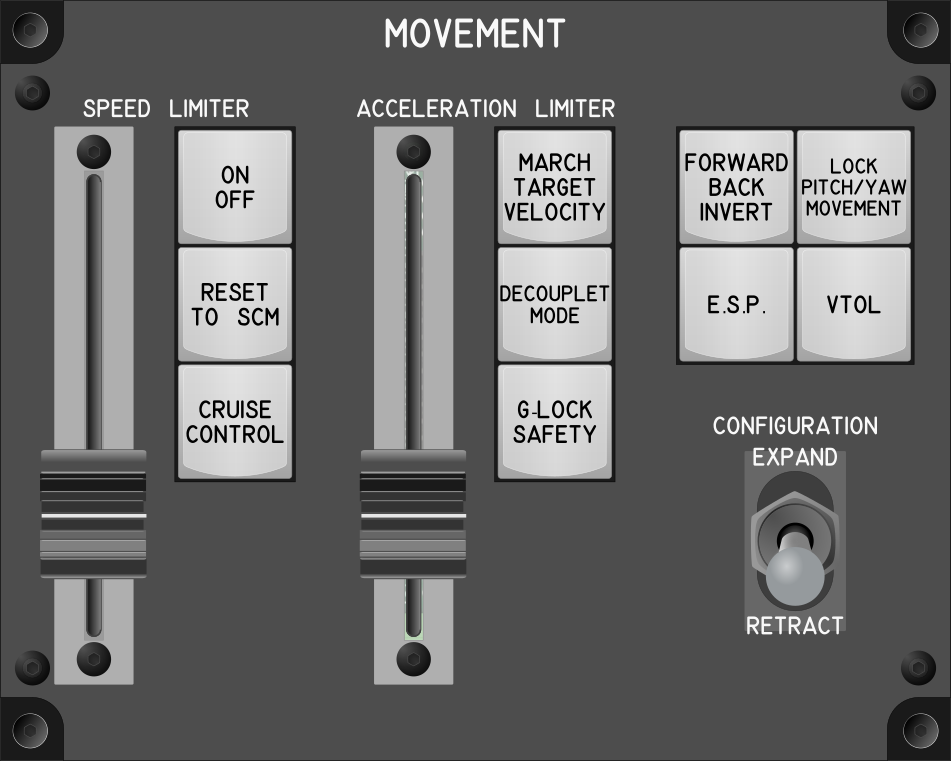 MOVEMENT
SPEED LIMITER
ON
OFF
RESET
TO SCM
CRUISE
CONTROL
ACCELERATION LIMITER
MARCH
TARGET
VELOCITY
DECOUPLET
MODE
G-LOCK
SAFETY
FORWARD
BACK
INVERT
LOCK
PITCH/YAW
MOVEMENT
E.S.P.
VTOL
CONFIGURATION
EXPAND
RETRACT